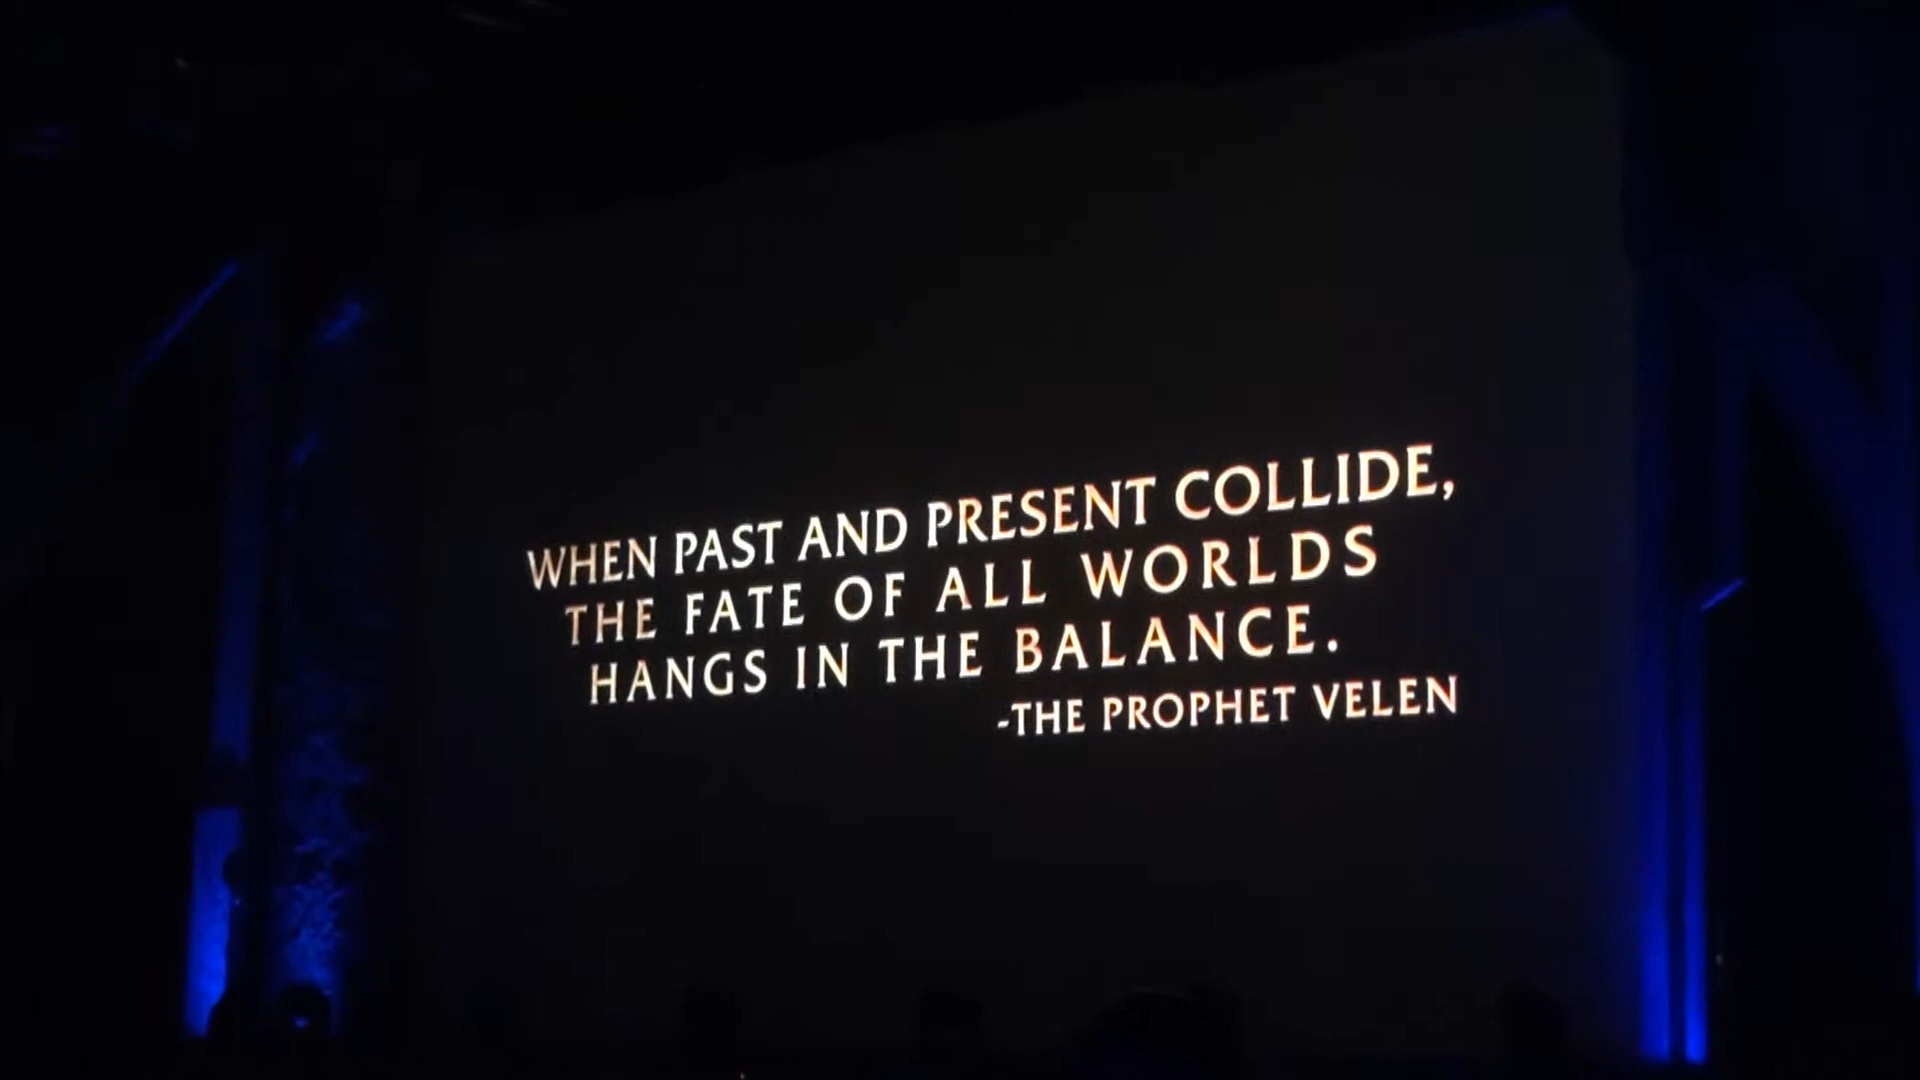 WHEN PAST AND PRESENT COLLIDE,
THE FATE OF ALL WORLDS
HANGS IN THE BALANCE.
-THE PROPHET VELEN